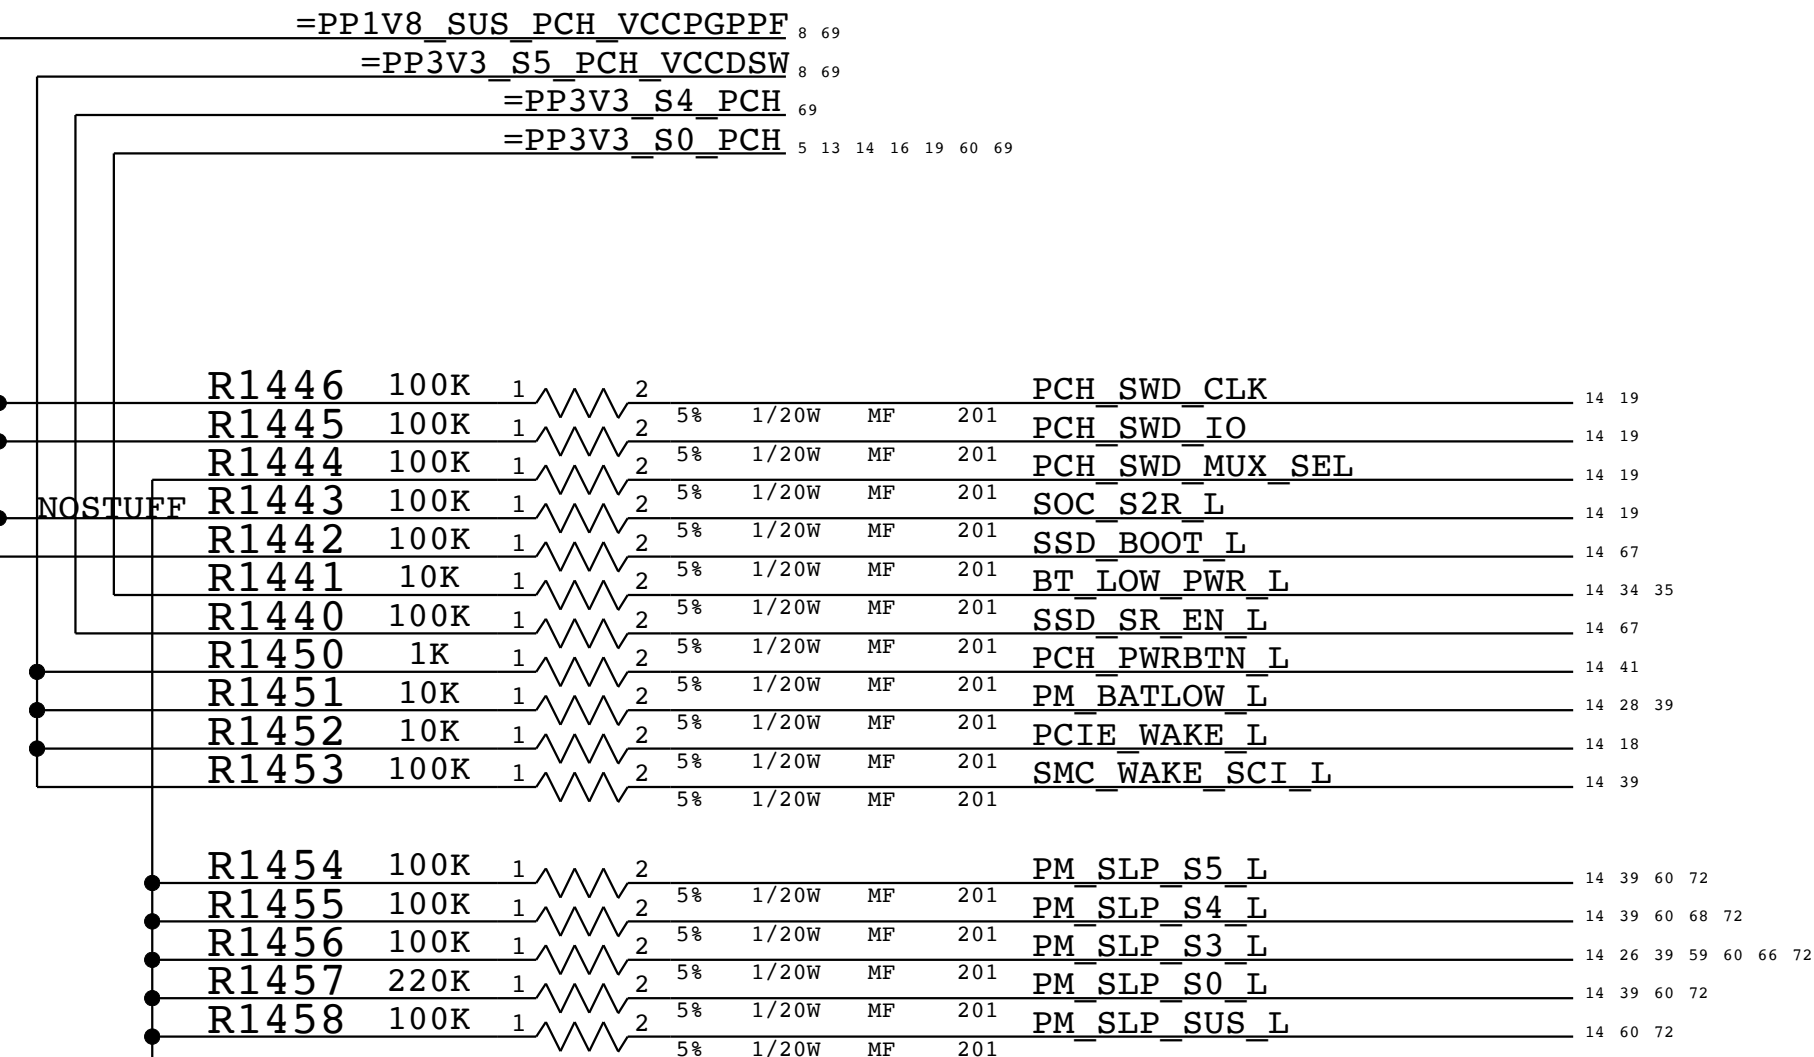 =PP1V8_SUS_PCH_VCCPGPPF 8 69
=PP3V3_S5_PCH_VCCDSW 8 69
=PP3V3_S4_PCH 69
=PP3V3_S0_PCH 5 13 14 16 19 60 69
R1446 100K 1 2 PCH_SWD_CLK 14 19
5% 1/20W MF 201
R1445 100K 1 2 PCH_SWD_IO 14 19
5% 1/20W MF 201
R1444 100K 1 2 PCH_SWD_MUX_SEL 14 19
5% 1/20W MF 201
NOSTUFF R1443 100K 1 2 SOC_S2R_L 14 19
5% 1/20W MF 201
R1442 100K 1 2 SSD_BOOT_L 14 67
5% 1/20W MF 201
R1441 10K 1 2 BT_LOW_PWR_L 14 34 35
5% 1/20W MF 201
R1440 100K 1 2 SSD_SR_EN_L 14 67
5% 1/20W MF 201
R1450 1K 1 2 PCH_PWRBTN_L 14 41
5% 1/20W MF 201
R1451 10K 1 2 PM_BATLOW_L 14 28 39
5% 1/20W MF 201
R1452 10K 1 2 PCIE_WAKE_L 14 18
5% 1/20W MF 201
R1453 100K 1 2 SMC_WAKE_SCI_L 14 39
5% 1/20W MF 201
R1454 100K 1 2 PM_SLP_S5_L 14 39 60 72
5% 1/20W MF 201
R1455 100K 1 2 PM_SLP_S4_L 14 39 60 68 72
5% 1/20W MF 201
R1456 100K 1 2 PM_SLP_S3_L 14 26 39 59 60 66 72
5% 1/20W MF 201
R1457 220K 1 2 PM_SLP_S0_L 14 39 60 72
5% 1/20W MF 201
R1458 100K 1 2 PM_SLP_SUS_L 14 60 72
5% 1/20W MF 201